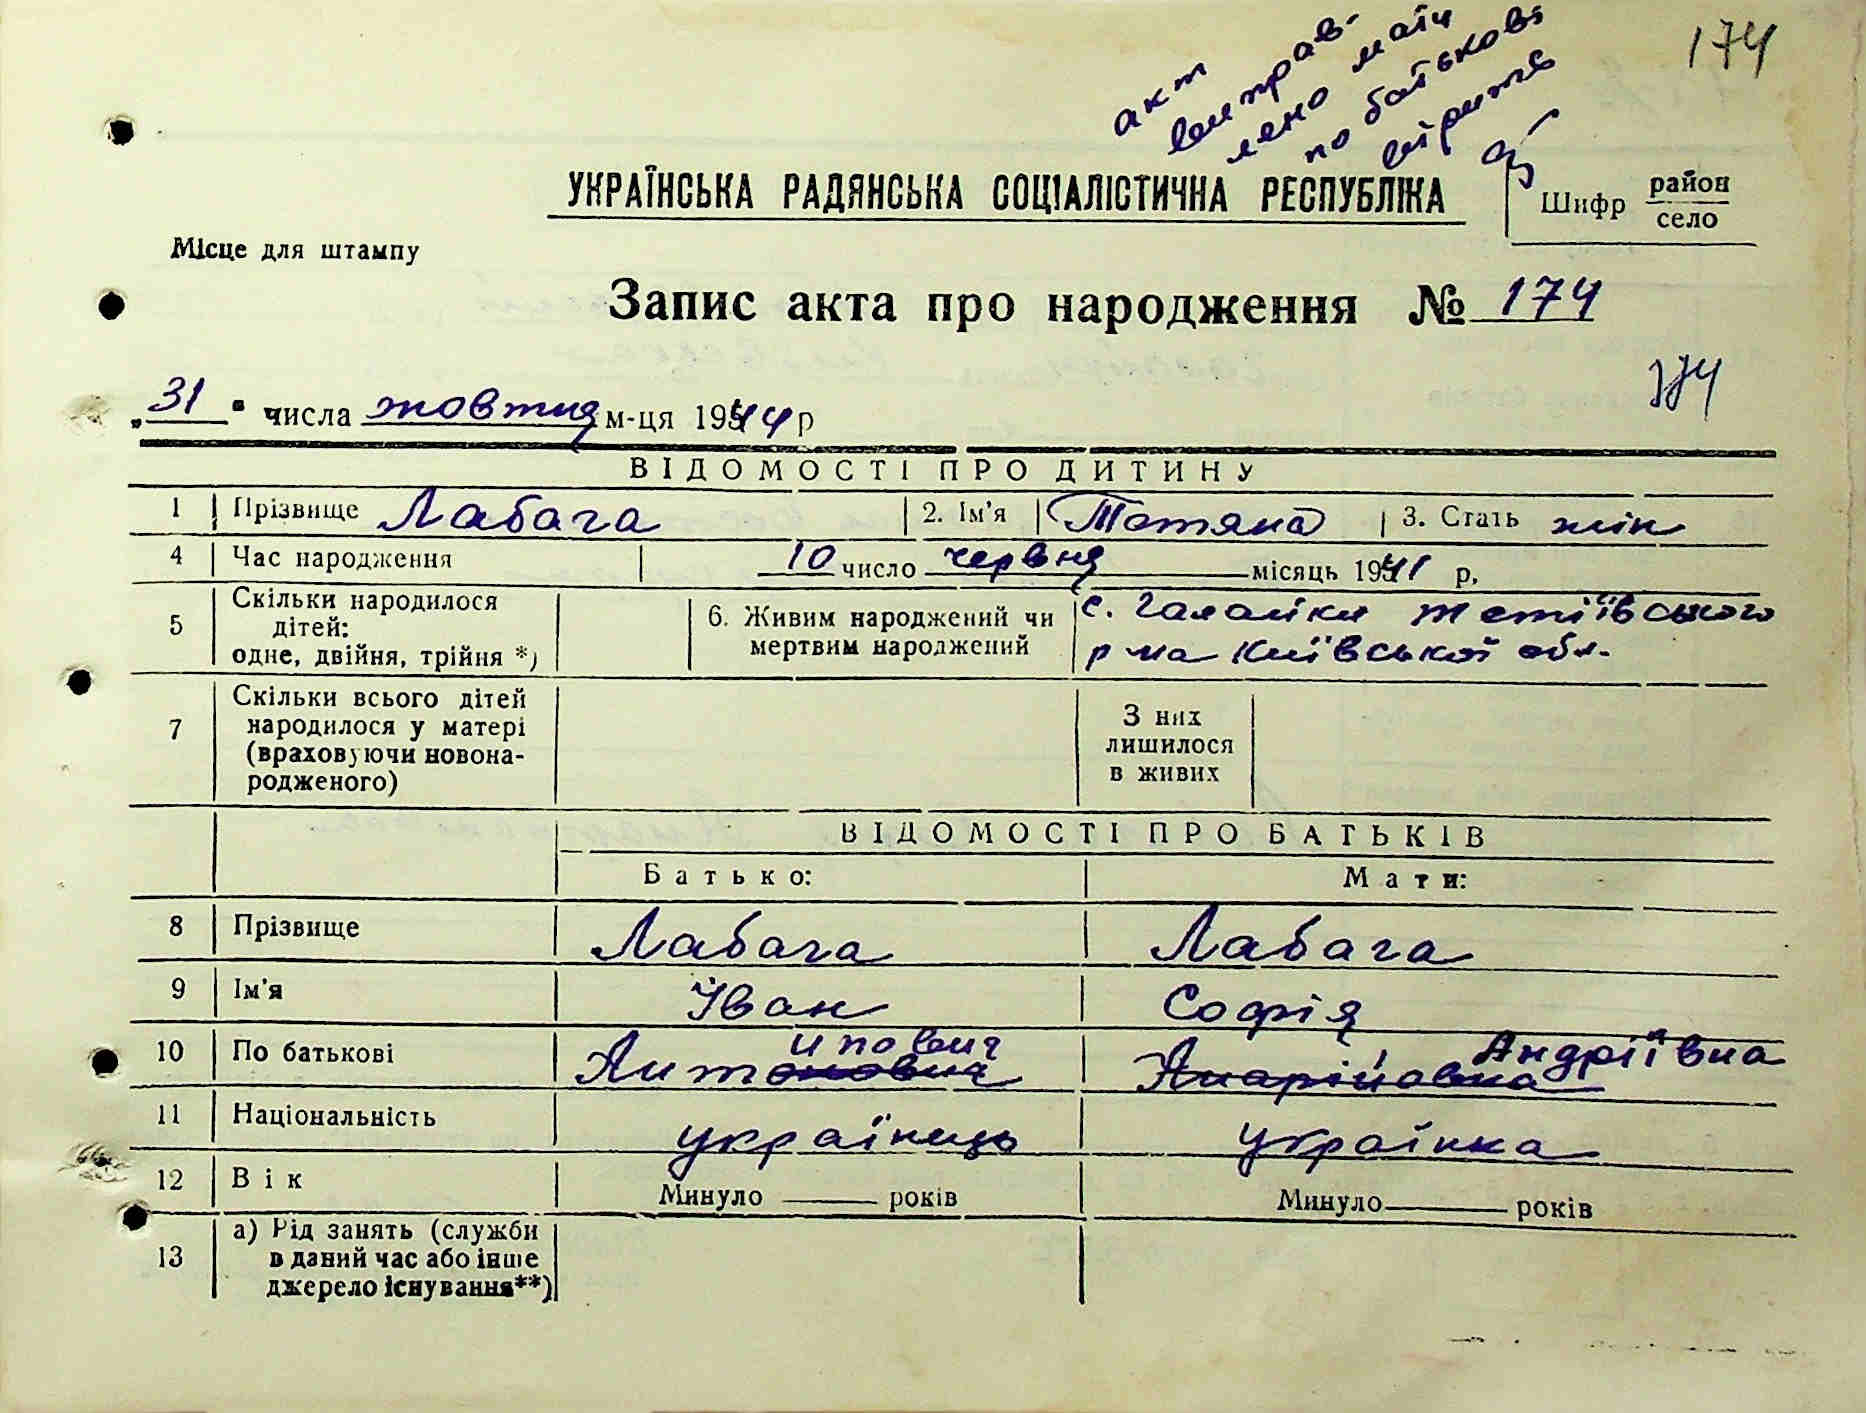 174
акт
виправ-
лено мати
по батькові
вірить
УКРАЇНСЬКА РАДЯНСЬКА СОЦІАЛІСТИЧНА РЕСПУБЛІКА
Шифр район
село
Місце для штампу
Запис акта про народження № 174
174
„31" числа жовтня м-ця 1944 р
ВІДОМОСТІ ПРО ДИТИНУ
1 Прізвище Лабага 2. Ім'я Тотяна 3. Стать жін
4 Час народження 10 число червня місяць 1941 р,
5 Скільки народилося дітей: одне, двійня, трійня *) 6. Живим народжений чи мертвим народжений с. Галайки Тетіївського р-на Київської обл.
7 Скільки всього дітей народилося у матері (враховуючи новонародженого) З них лишилося в живих
ВІДОМОСТІ ПРО БАТЬКІВ
Батько: Мати:
8 Прізвище Лабага Лабага
9 Ім'я Іван Софія
10 По батькові Антонович ипович Андріївна
11 Національність українець українка
12 Вік Минуло —— років Минуло —— років
13 а) Рід занять (служби в даний час або інше джерело існування**)